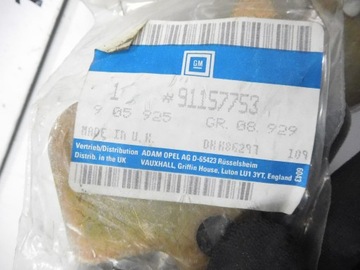 GM
1 #91157753
9 05 925 GR. 08.929
MADE IN U.K. 109
Vertrieb/Distribution ADAM OPEL AG D-65423 Rüsselsheim
Distrib. in the UK VAUXHALL, Griffin House, Luton LU1 3YT, England
6093